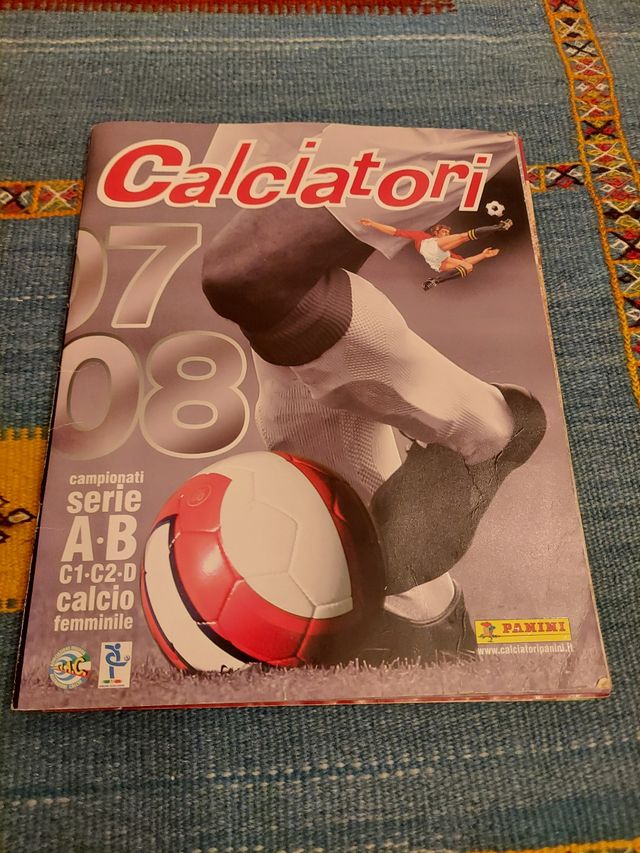 Calciatori
07
08
campionati
serie
A·B
C1·C2·D
calcio
femminile
PANINI
www.calciatoripanini.it